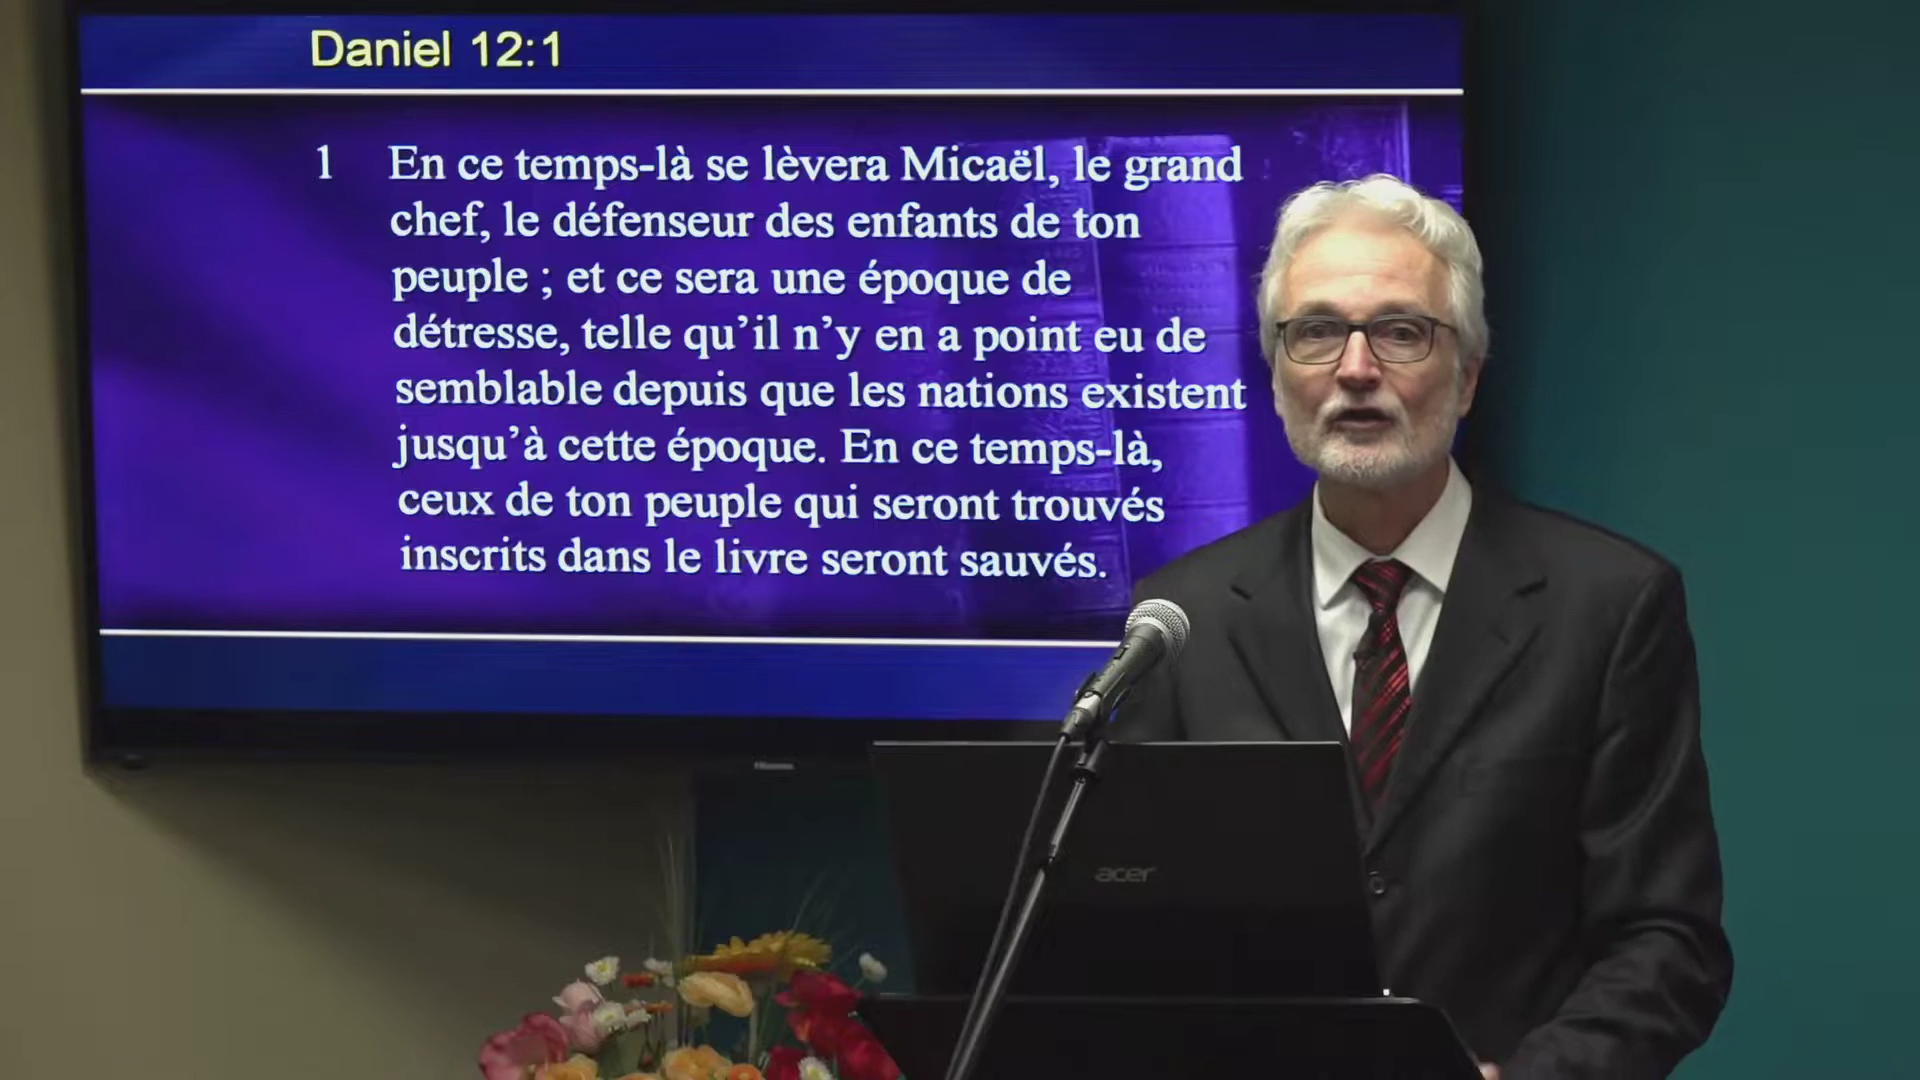 Daniel 12:1
1 En ce temps-là se lèvera Micaël, le grand
chef, le défenseur des enfants de ton
peuple ; et ce sera une époque de
détresse, telle qu’il n’y en a point eu de
semblable depuis que les nations existent
jusqu’à cette époque. En ce temps-là,
ceux de ton peuple qui seront trouvés
inscrits dans le livre seront sauvés.
acer